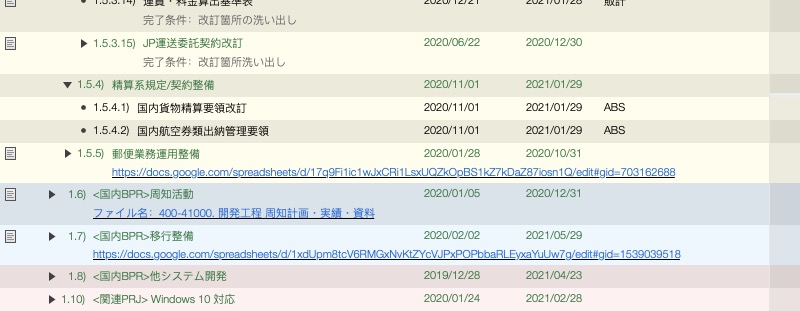 1.5.3.14) 運賃・料金算出基準表 2020/12/21 2021/01/28 販計
完了条件：改訂箇所の洗い出し
1.5.3.15) JP運送委託契約改訂 2020/06/22 2020/12/30
完了条件：改訂箇所洗い出し
1.5.4) 精算系規定/契約整備 2020/11/01 2021/01/29
1.5.4.1) 国内貨物精算要領改訂 2020/11/01 2021/01/29 ABS
1.5.4.2) 国内航空券類出納管理要領 2020/11/01 2021/01/29 ABS
1.5.5) 郵便業務運用整備 2020/01/28 2020/10/31
https://docs.google.com/spreadsheets/d/17q9Fi1ic1wJxCRi1LsxUQZkOpBS1kZ7kDaZ87iosn1Q/edit#gid=703162688
1.6) <国内BPR>周知活動 2020/01/05 2020/12/31
ファイル名：400-41000. 開発工程 周知計画・実績・資料
1.7) <国内BPR>移行整備 2020/02/02 2021/05/29
https://docs.google.com/spreadsheets/d/1xdUpm8tcV6RMGxNvKtZYcVJPxPOPbbaRLEyxaYuUw7g/edit#gid=1539039518
1.8) <国内BPR>他システム開発 2019/12/28 2021/04/23
1.10) <関連PRJ> Windows 10 対応 2020/01/24 2021/02/28